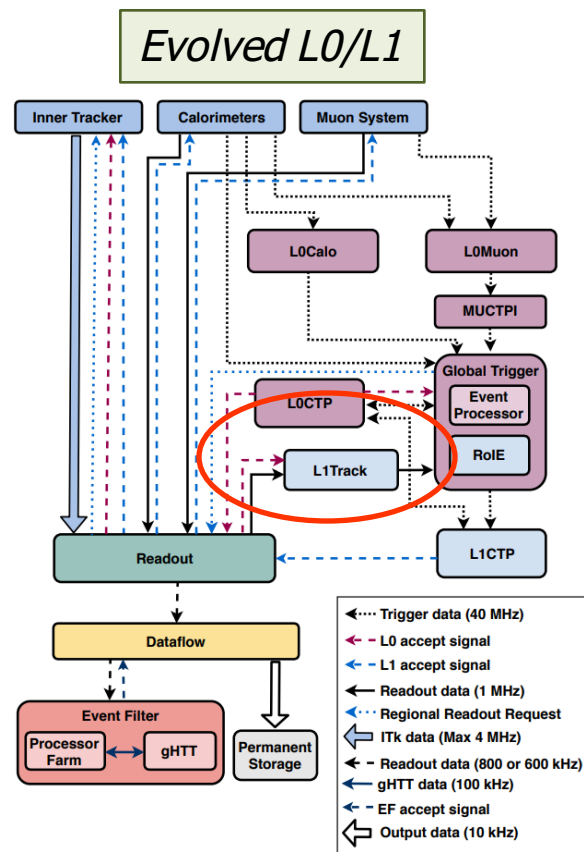 Evolved L0/L1
Inner Tracker
Calorimeters
Muon System
L0Calo
L0Muon
MUCTPI
Global Trigger
Event
Processor
L0CTP
RoIE
L1Track
L1CTP
Readout
Dataflow
Event Filter
Processor
Farm
gHTT
Permanent
Storage
Trigger data (40 MHz)
L0 accept signal
L1 accept signal
Readout data (1 MHz)
Regional Readout Request
ITk data (Max 4 MHz)
Readout data (800 or 600 kHz)
gHTT data (100 kHz)
EF accept signal
Output data (10 kHz)